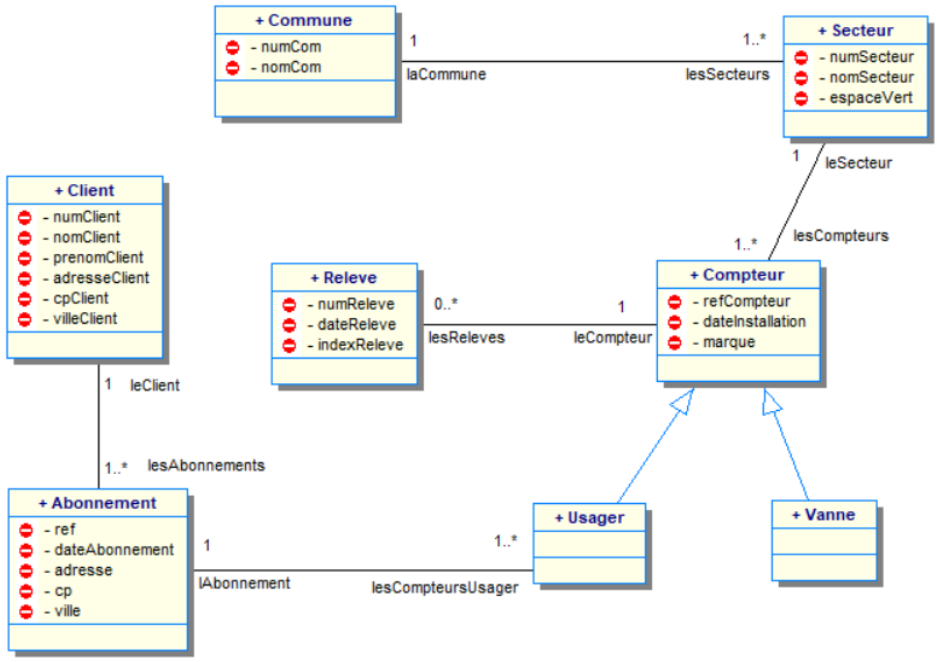 + Commune
- numCom
- nomCom
1
laCommune
1..*
lesSecteurs
+ Secteur
- numSecteur
- nomSecteur
- espaceVert
1
leSecteur
1..*
lesCompteurs
+ Client
- numClient
- nomClient
- prenomClient
- adresseClient
- cpClient
- villeClient
+ Releve
- numReleve
- dateReleve
- indexReleve
0..*
lesReleves
1
leCompteur
+ Compteur
- refCompteur
- dateInstallation
- marque
1
leClient
1..*
lesAbonnements
+ Abonnement
- ref
- dateAbonnement
- adresse
- cp
- ville
1
lAbonnement
1..*
lesCompteursUsager
+ Usager
+ Vanne